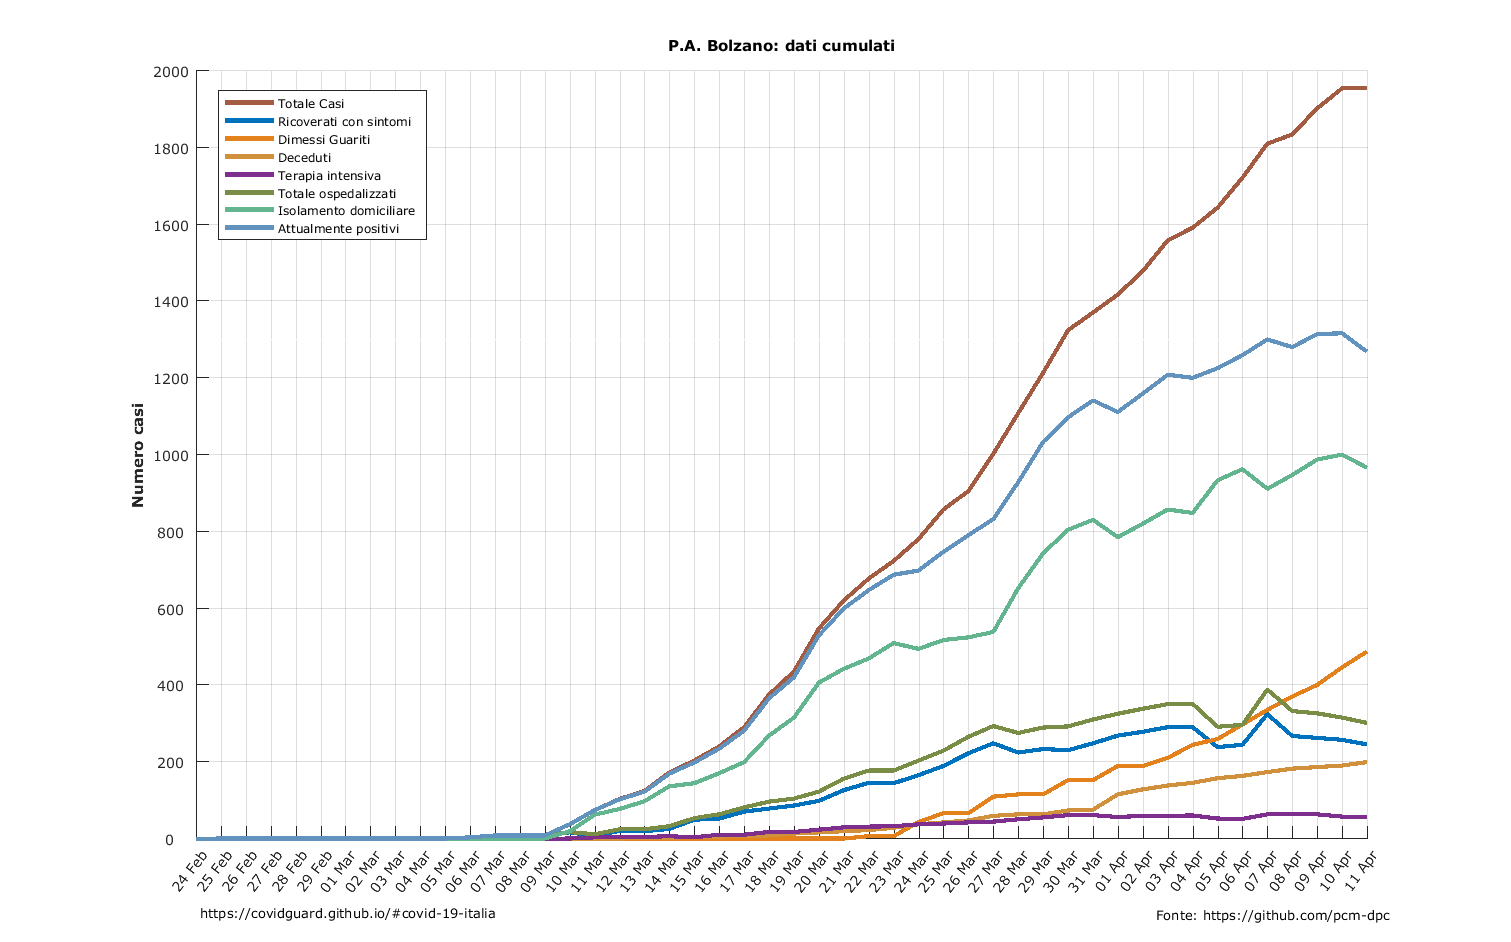 P.A. Bolzano: dati cumulati
2000
1800
1600
1400
1200
1000
800
600
400
200
0
Numero casi
Totale Casi
Ricoverati con sintomi
Dimessi Guariti
Deceduti
Terapia intensiva
Totale ospedalizzati
Isolamento domiciliare
Attualmente positivi
24 Feb
25 Feb
26 Feb
27 Feb
28 Feb
29 Feb
01 Mar
02 Mar
03 Mar
04 Mar
05 Mar
06 Mar
07 Mar
08 Mar
09 Mar
10 Mar
11 Mar
12 Mar
13 Mar
14 Mar
15 Mar
16 Mar
17 Mar
18 Mar
19 Mar
20 Mar
21 Mar
22 Mar
23 Mar
24 Mar
25 Mar
26 Mar
27 Mar
28 Mar
29 Mar
30 Mar
31 Mar
01 Apr
02 Apr
03 Apr
04 Apr
05 Apr
06 Apr
07 Apr
08 Apr
09 Apr
10 Apr
11 Apr
https://covidguard.github.io/#covid-19-italia
Fonte: https://github.com/pcm-dpc